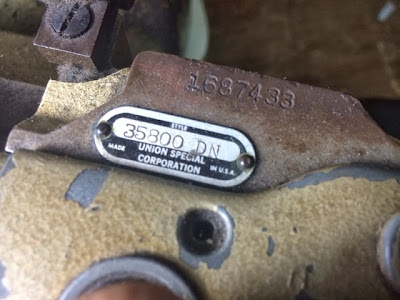 1687433
STYLE
35800 DN
MADE UNION SPECIAL IN U.S.A.
CORPORATION